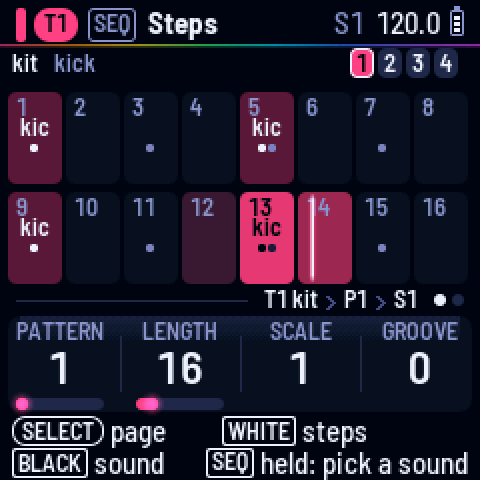 T1 SEQ Steps S1 120.0
kit kick 1 2 3 4
1 2 3 4 5 6 7 8
kic kic
9 10 11 12 13 14 15 16
kic kic
T1 kit > P1 > S1
PATTERN LENGTH SCALE GROOVE
1 16 1 0
SELECT page WHITE steps
BLACK sound SEQ held: pick a sound